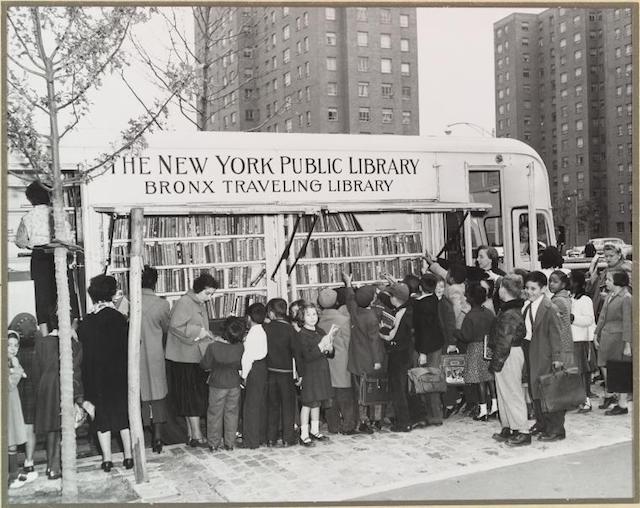 THE NEW YORK PUBLIC LIBRARY
BRONX TRAVELING LIBRARY